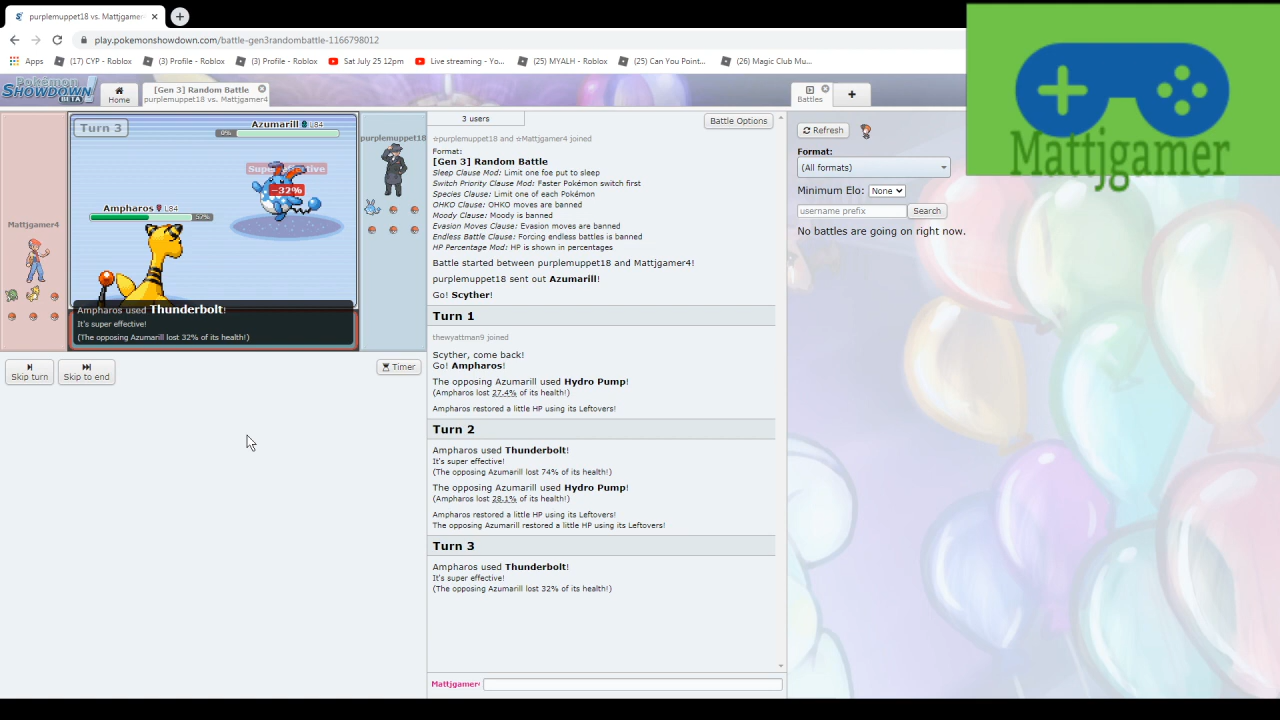 purplemuppet18 vs. Mattjgamer
play.pokemonshowdown.com/battle-gen3randombattle-1166798012
Apps
(17) CYP - Roblox
(3) Profile - Roblox
(3) Profile - Roblox
Sat July 25 12pm
Live streaming - Yo...
(25) MYALH - Roblox
(25) Can You Point...
(26) Magic Club Mu...
Mattjgamer
Pokémon
SHOWDOWN!
BETA
Home
[Gen 3] Random Battle
purplemuppet18 vs. Mattjgamer4
Battles
Turn 3
Azumarill L84
0%
Super effective
−32%
Ampharos L84
57%
Mattjgamer4
purplemuppet18
Ampharos used Thunderbolt!
It's super effective!
(The opposing Azumarill lost 32% of its health!)
Skip turn
Skip to end
Timer
3 users
Battle Options
☆purplemuppet18 and ☆Mattjgamer4 joined
Format:
[Gen 3] Random Battle
Sleep Clause Mod: Limit one foe put to sleep
Switch Priority Clause Mod: Faster Pokémon switch first
Species Clause: Limit one of each Pokémon
OHKO Clause: OHKO moves are banned
Moody Clause: Moody is banned
Evasion Moves Clause: Evasion moves are banned
Endless Battle Clause: Forcing endless battles is banned
HP Percentage Mod: HP is shown in percentages
Battle started between purplemuppet18 and Mattjgamer4!
purplemuppet18 sent out Azumarill!
Go! Scyther!
Turn 1
thewyattman9 joined
Scyther, come back!
Go! Ampharos!
The opposing Azumarill used Hydro Pump!
(Ampharos lost 27.4% of its health!)
Ampharos restored a little HP using its Leftovers!
Turn 2
Ampharos used Thunderbolt!
It's super effective!
(The opposing Azumarill lost 74% of its health!)
The opposing Azumarill used Hydro Pump!
(Ampharos lost 28.1% of its health!)
Ampharos restored a little HP using its Leftovers!
The opposing Azumarill restored a little HP using its Leftovers!
Turn 3
Ampharos used Thunderbolt!
It's super effective!
(The opposing Azumarill lost 32% of its health!)
Mattjgamer4
Refresh
Format:
(All formats)
Minimum Elo: None
username prefix
Search
No battles are going on right now.